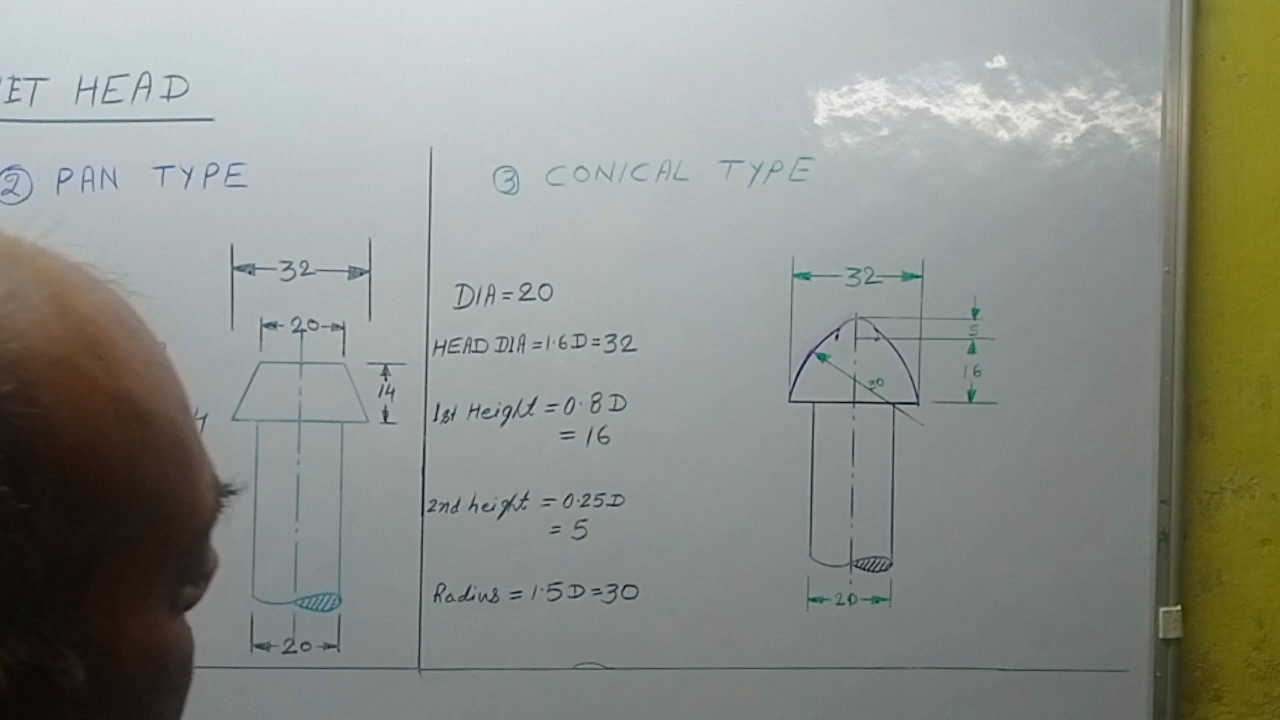 ET HEAD
② PAN TYPE
32
20
14
20
③ CONICAL TYPE
DIA = 20
HEAD DIA = 1.6D = 32
1st Height = 0.8D
= 16
2nd height = 0.25D
= 5
Radius = 1.5D = 30
32
5
16
30
20